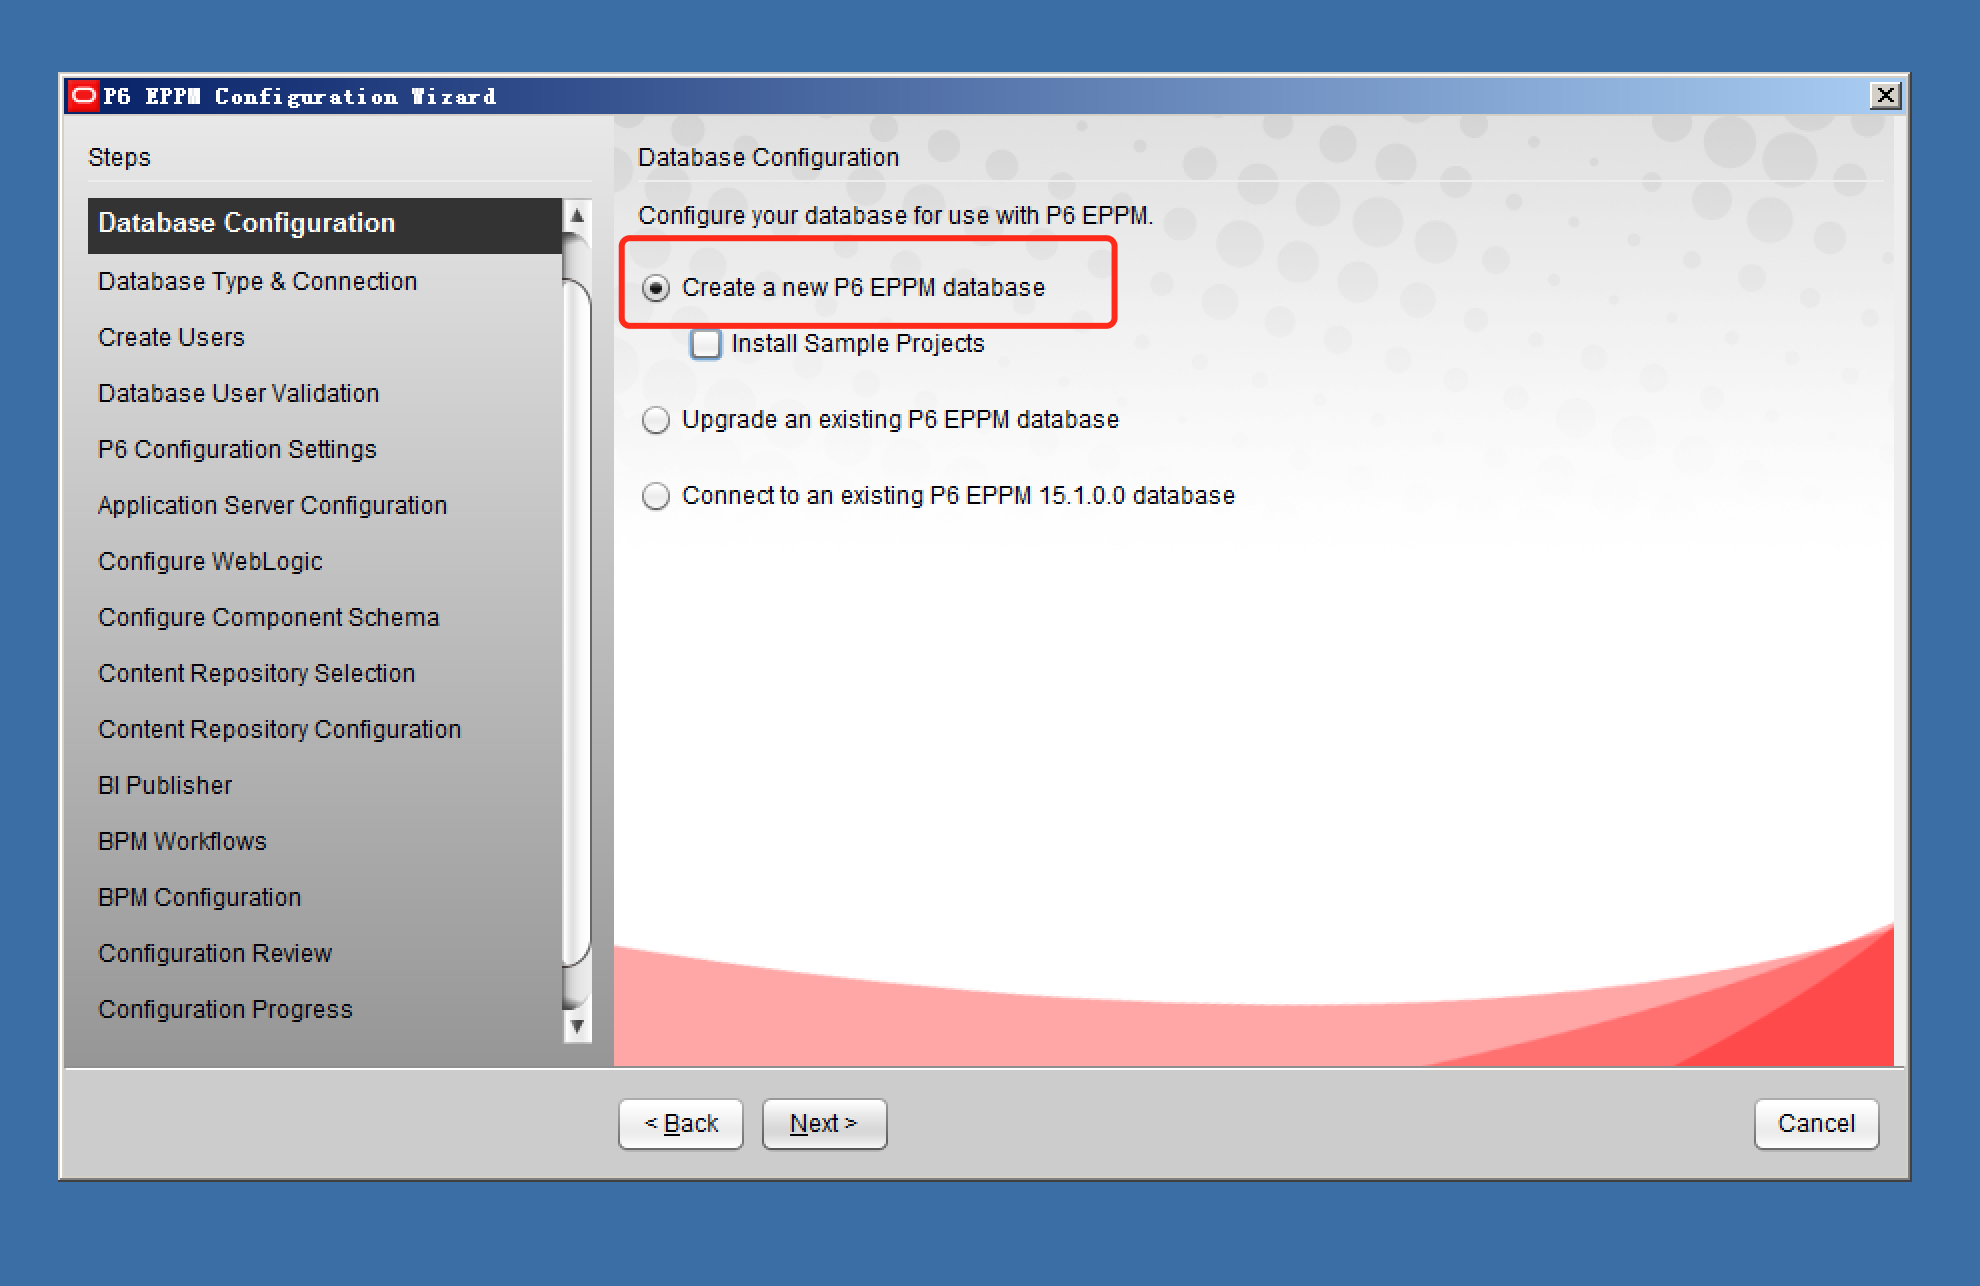 P6 EPPM Configuration Wizard
Steps
Database Configuration
Database Type & Connection
Create Users
Database User Validation
P6 Configuration Settings
Application Server Configuration
Configure WebLogic
Configure Component Schema
Content Repository Selection
Content Repository Configuration
BI Publisher
BPM Workflows
BPM Configuration
Configuration Review
Configuration Progress
Database Configuration
Configure your database for use with P6 EPPM.
Create a new P6 EPPM database
Install Sample Projects
Upgrade an existing P6 EPPM database
Connect to an existing P6 EPPM 15.1.0.0 database
< Back
Next >
Cancel